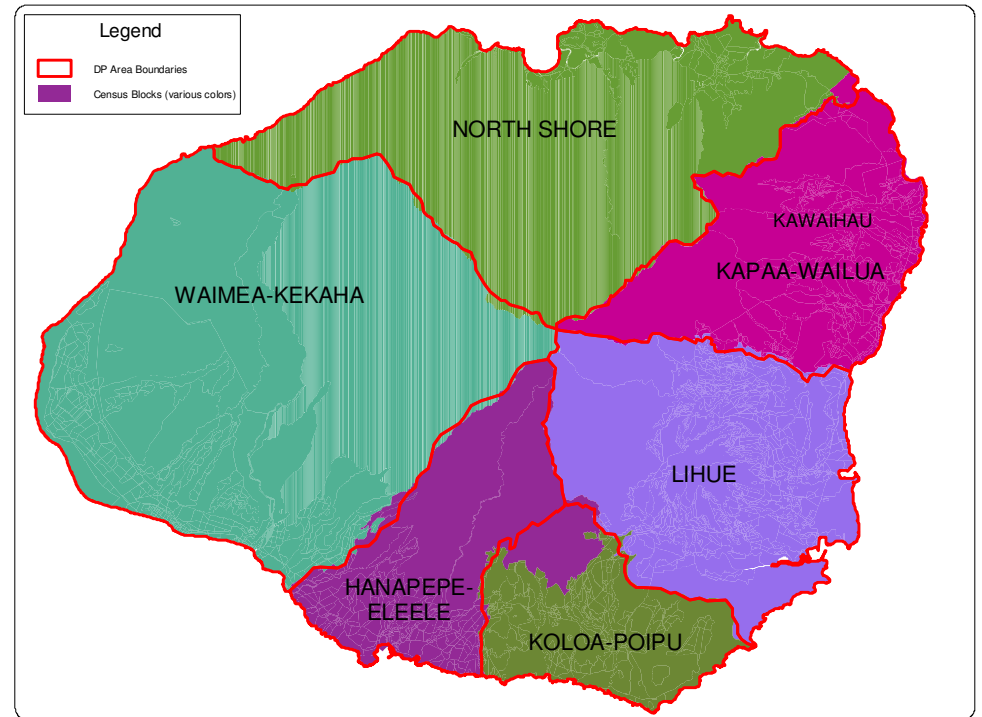 Legend
DP Area Boundaries
Census Blocks (various colors)
NORTH SHORE
KAWAIHAU
KAPAA-WAILUA
WAIMEA-KEKAHA
LIHUE
HANAPEPE-
ELEELE
KOLOA-POIPU